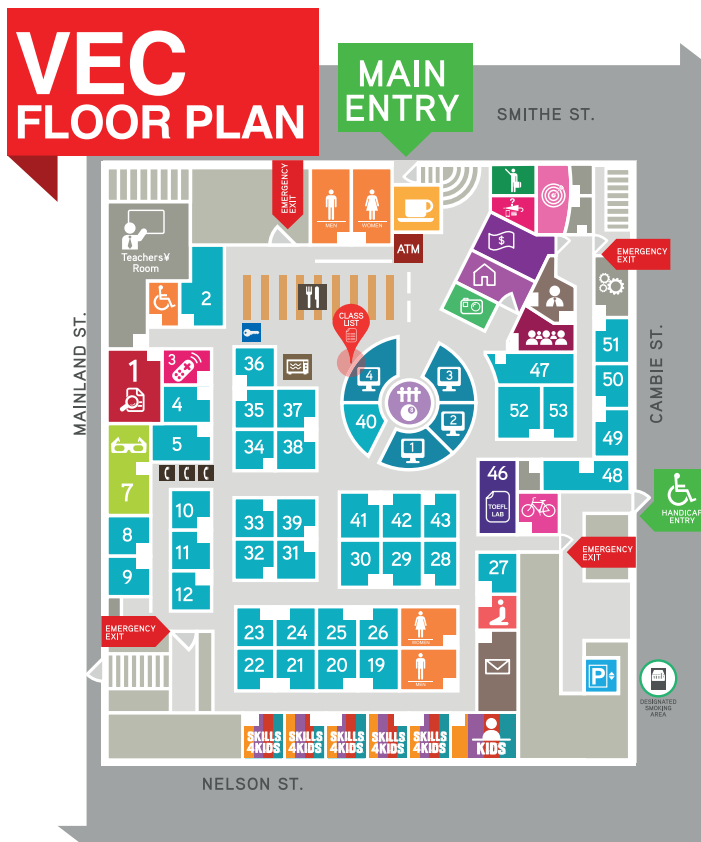 VEC
FLOOR PLAN
MAIN
ENTRY
SMITHE ST.
EMERGENCY
EXIT
MEN
WOMEN
?
$
ATM
Teachers¥
Room
2
EMERGENCY
EXIT
CLASS
LIST
MAINLAND ST.
CAMBIE ST.
1
3
4
5
7
8
9
10
11
12
36
35
37
34
38
4
3
40
2
1
3
47
52
53
51
50
49
48
46
TOEFL
LAB
HANDICAP
ENTRY
33
39
32
31
41
42
43
30
29
28
27
EMERGENCY
EXIT
EMERGENCY
EXIT
23
24
25
26
WOMEN
22
21
20
19
MEN
P
DESIGNATED
SMOKING
AREA
SKILLS
4KIDS
SKILLS
4KIDS
SKILLS
4KIDS
SKILLS
4KIDS
SKILLS
4KIDS
KIDS
NELSON ST.